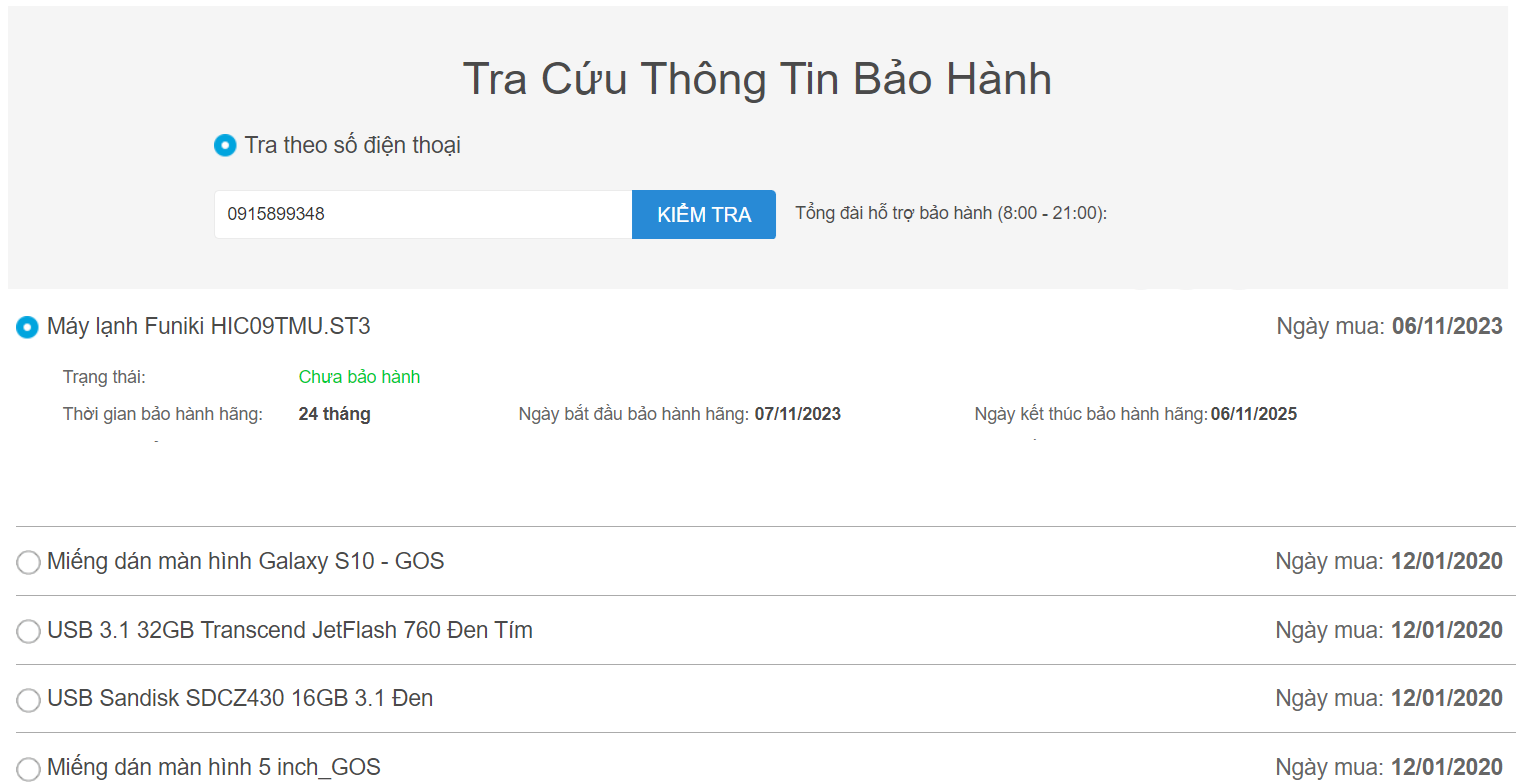 Tra Cứu Thông Tin Bảo Hành
Tra theo số điện thoại
0915899348 KIỂM TRA Tổng đài hỗ trợ bảo hành (8:00 - 21:00):
Máy lạnh Funiki HIC09TMU.ST3 Ngày mua: 06/11/2023
Trạng thái: Chưa bảo hành
Thời gian bảo hành hãng: 24 tháng Ngày bắt đầu bảo hành hãng: 07/11/2023 Ngày kết thúc bảo hành hãng: 06/11/2025
Miếng dán màn hình Galaxy S10 - GOS Ngày mua: 12/01/2020
USB 3.1 32GB Transcend JetFlash 760 Đen Tím Ngày mua: 12/01/2020
USB Sandisk SDCZ430 16GB 3.1 Đen Ngày mua: 12/01/2020
Miếng dán màn hình 5 inch_GOS Ngày mua: 12/01/2020